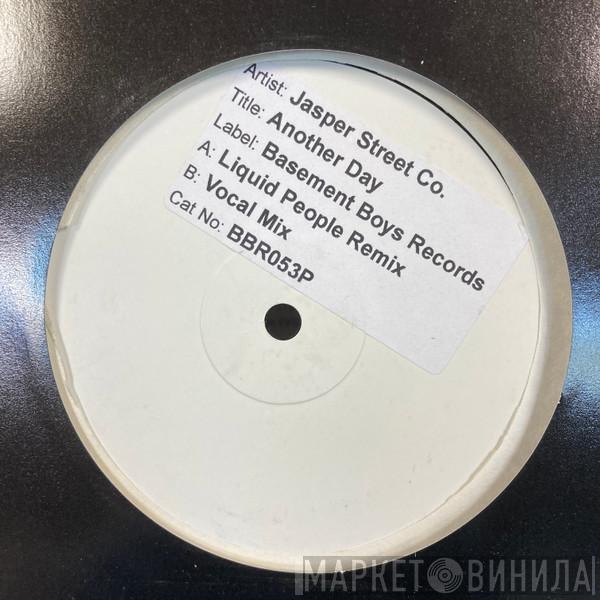 Artist: Jasper Street Co.
Title: Another Day
Label: Basement Boys Records
A: Liquid People Remix
B: Vocal Mix
Cat No: BBR053P
МАРКЕТ ВИНИЛА